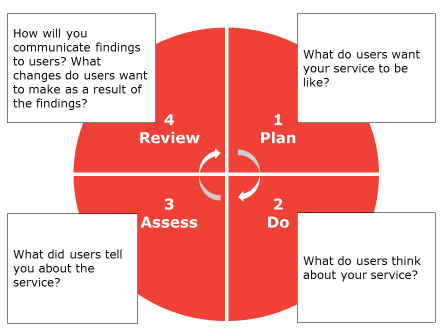 How will you
communicate findings
to users? What
changes do users want
to make as a result of
the findings?
What do users want
your service to be
like?
4
Review
1
Plan
3
Assess
2
Do
What did users tell
you about the
service?
What do users think
about your service?